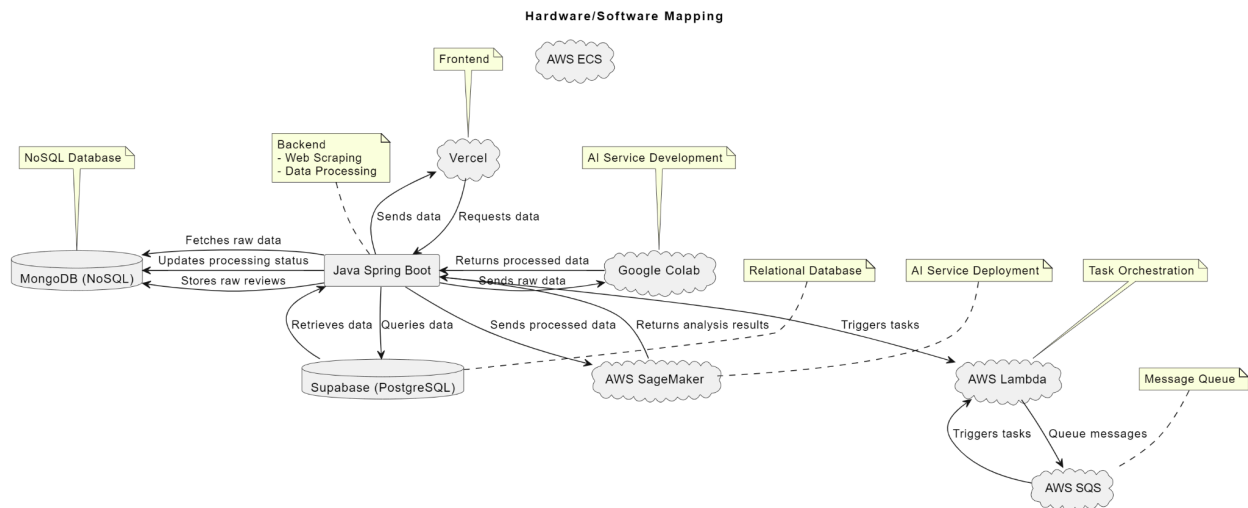 Hardware/Software Mapping
Frontend
AWS ECS
Backend
- Web Scraping
- Data Processing
NoSQL Database
Vercel
AI Service Development
Sends data
Requests data
Fetches raw data
Updates processing status
Stores raw reviews
MongoDB (NoSQL)
Java Spring Boot
Returns processed data
Sends raw data
Google Colab
Relational Database
AI Service Deployment
Task Orchestration
Retrieves data
Queries data
Sends processed data
Returns analysis results
Triggers tasks
Supabase (PostgreSQL)
AWS SageMaker
AWS Lambda
Message Queue
Triggers tasks
Queue messages
AWS SQS